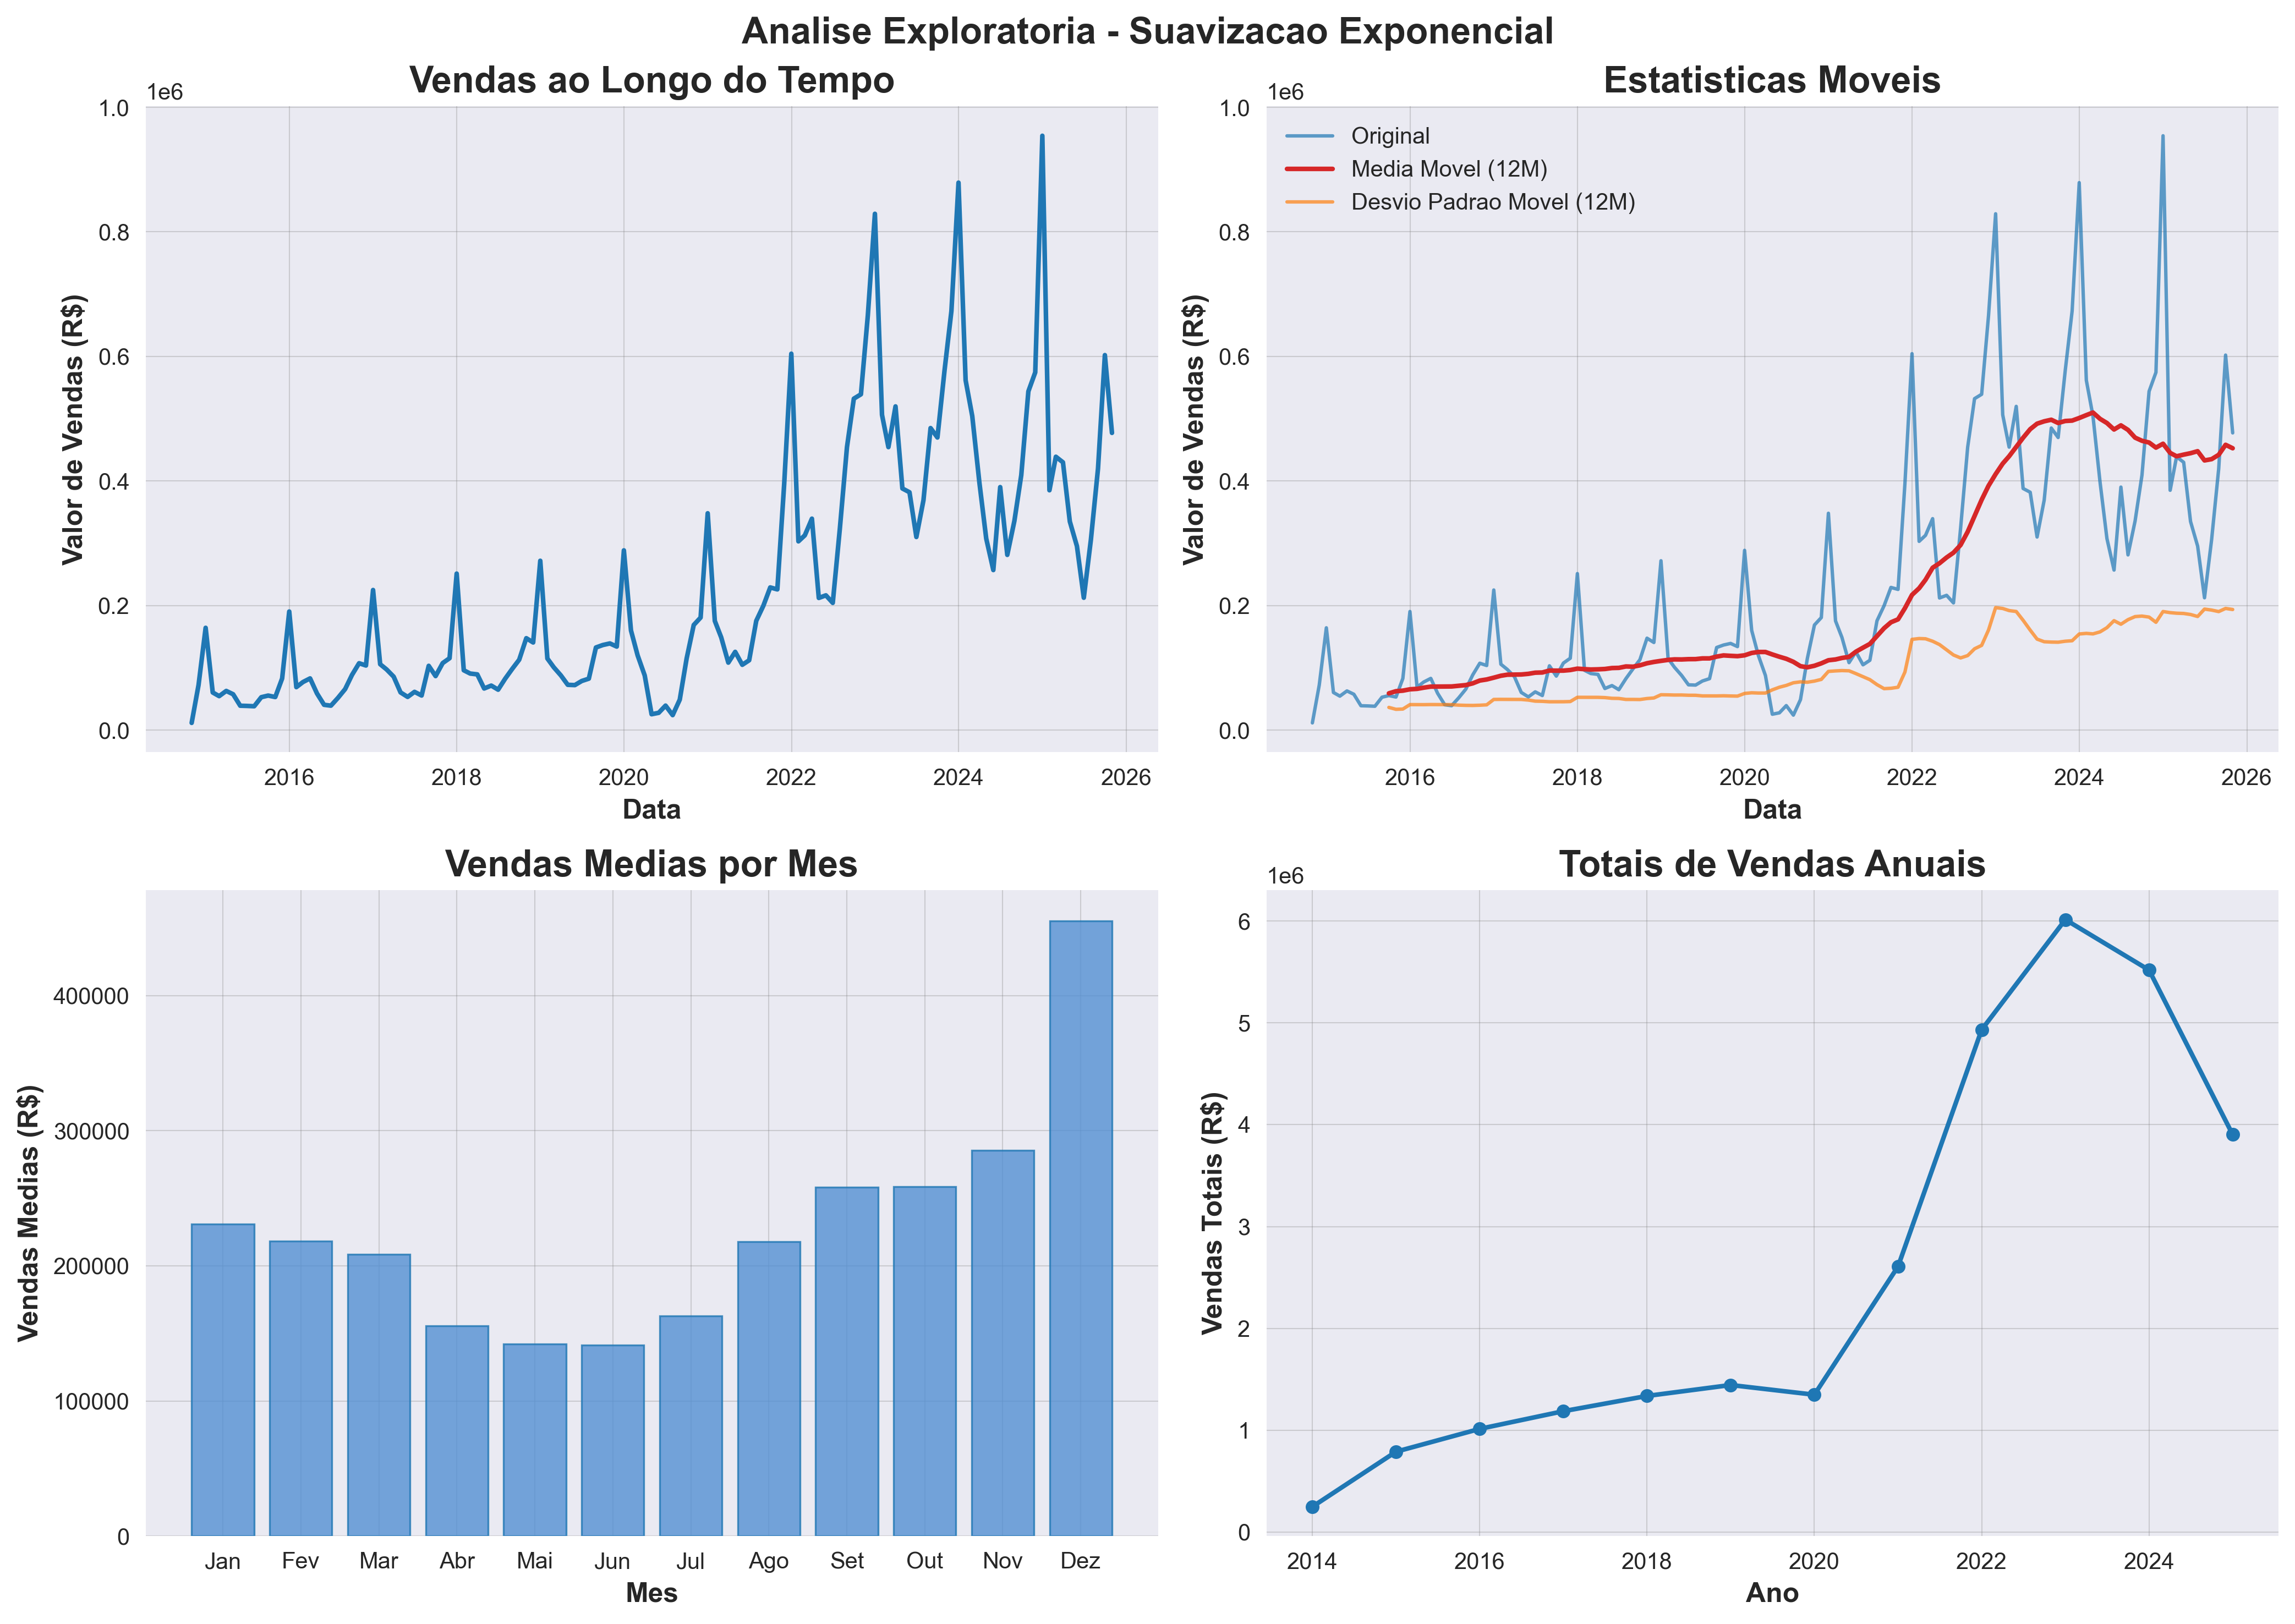 Analise Exploratoria - Suavizacao Exponencial
Vendas ao Longo do Tempo
1e6
1.0
0.8
0.6
0.4
0.2
0.0
Valor de Vendas (R$)
2016 2018 2020 2022 2024 2026
Data
Estatisticas Moveis
1e6
Original
Media Movel (12M)
Desvio Padrao Movel (12M)
1.0
0.8
0.6
0.4
0.2
0.0
Valor de Vendas (R$)
2016 2018 2020 2022 2024 2026
Data
Vendas Medias por Mes
400000
300000
200000
100000
0
Vendas Medias (R$)
Jan Fev Mar Abr Mai Jun Jul Ago Set Out Nov Dez
Mes
Totais de Vendas Anuais
1e6
6
5
4
3
2
1
0
Vendas Totais (R$)
2014 2016 2018 2020 2022 2024
Ano